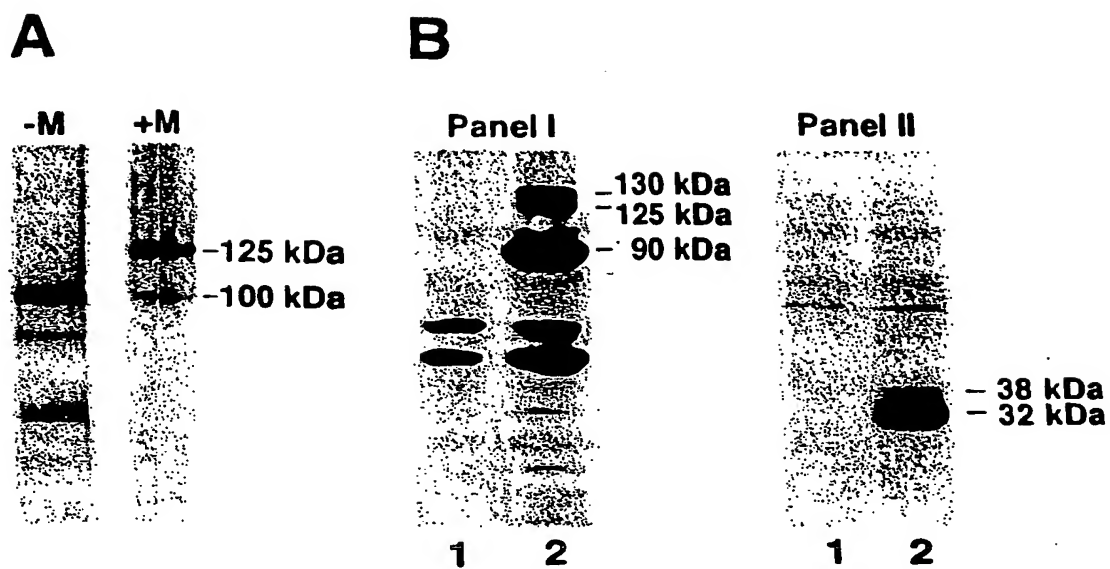 A
B
-M
+M
Panel I
Panel II
-125 kDa
-100 kDa
-130 kDa
-125 kDa
- 90 kDa
- 38 kDa
- 32 kDa
1
2
1
2